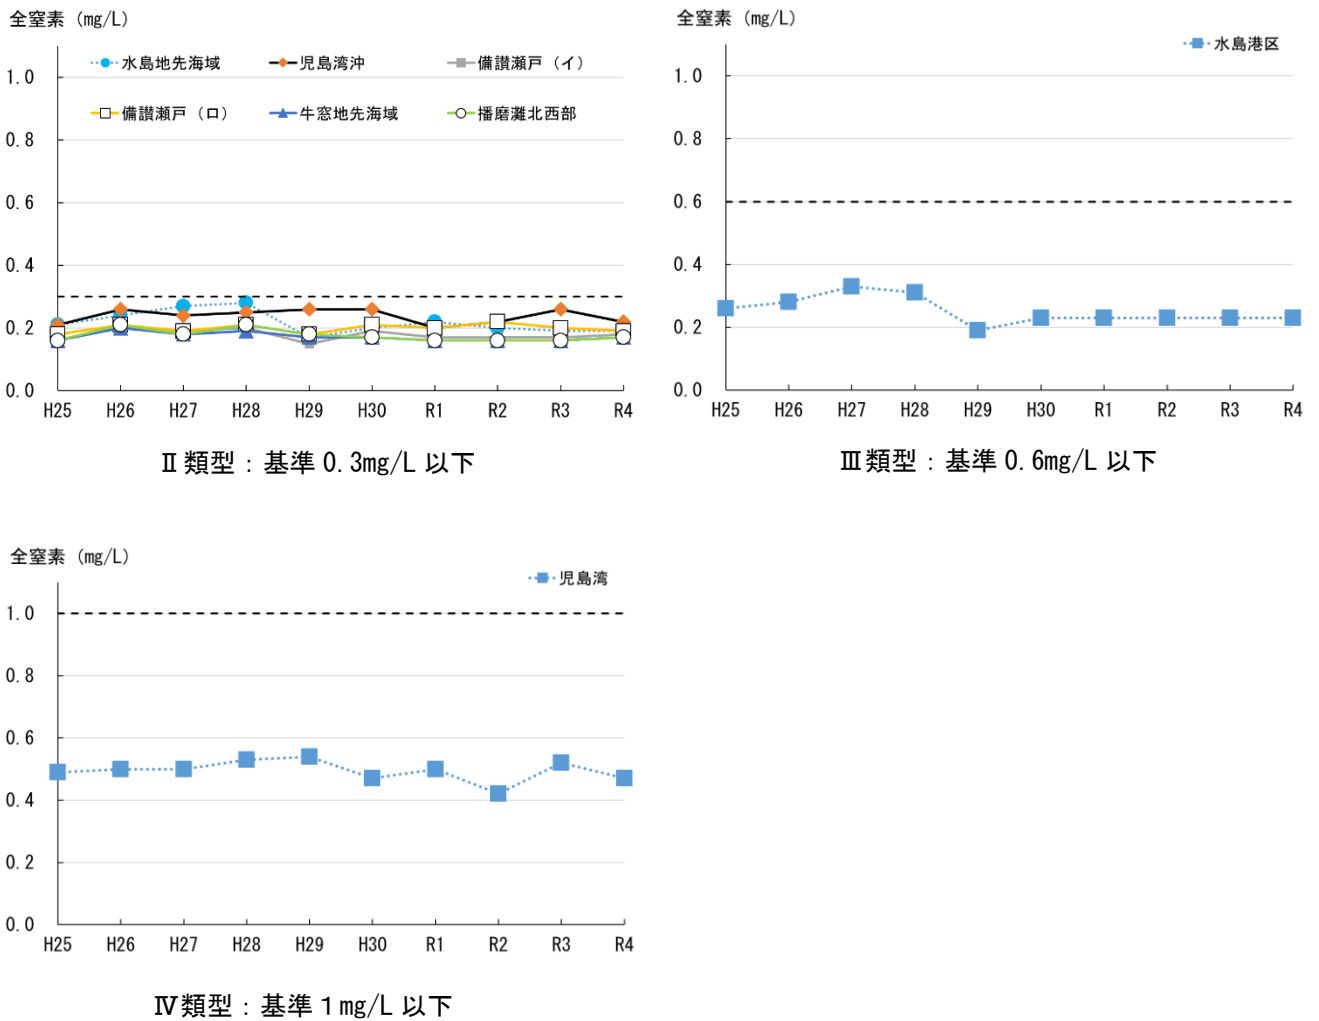 全窒素 (mg/L)
水島地先海域 児島湾沖 備讃瀬戸（イ）
備讃瀬戸（ロ） 牛窓地先海域 播磨灘北西部
1.0
0.8
0.6
0.4
0.2
0.0
H25 H26 H27 H28 H29 H30 R1 R2 R3 R4
Ⅱ類型：基準 0.3mg/L 以下
全窒素 (mg/L)
水島港区
1.0
0.8
0.6
0.4
0.2
0.0
H25 H26 H27 H28 H29 H30 R1 R2 R3 R4
Ⅲ類型：基準 0.6mg/L 以下
全窒素 (mg/L)
児島湾
1.0
0.8
0.6
0.4
0.2
0.0
H25 H26 H27 H28 H29 H30 R1 R2 R3 R4
Ⅳ類型：基準１mg/L 以下